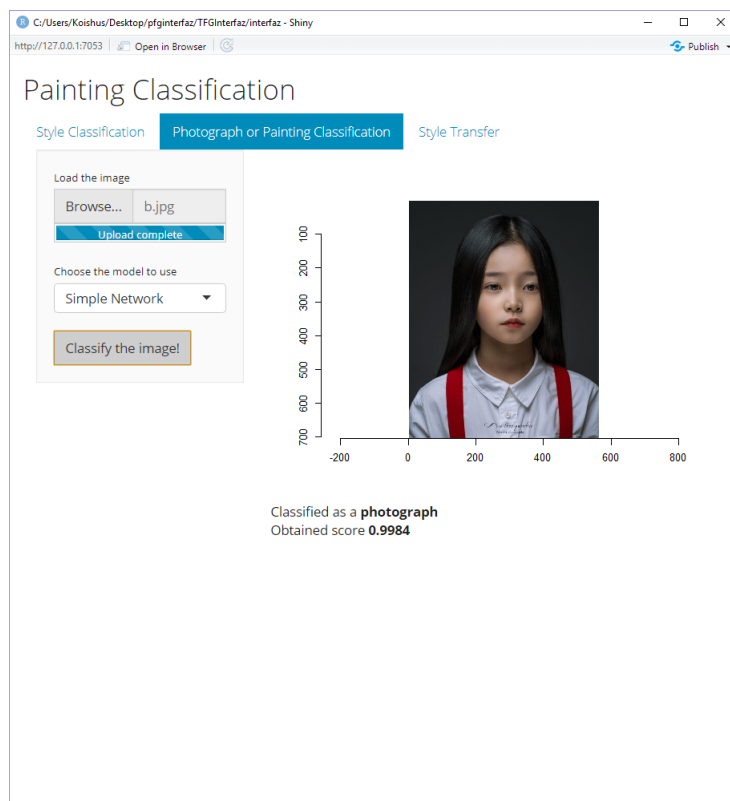 C:/Users/Koishus/Desktop/pfginterfaz/TFGInterfaz/interfaz - Shiny
http://127.0.0.1:7053 Open in Browser Publish
Painting Classification
Style Classification Photograph or Painting Classification Style Transfer
Load the image
Browse... b.jpg
Upload complete
Choose the model to use
Simple Network
Classify the image!
100
200
300
400
500
600
700
-200 0 200 400 600 800
Classified as a photograph
Obtained score 0.9984